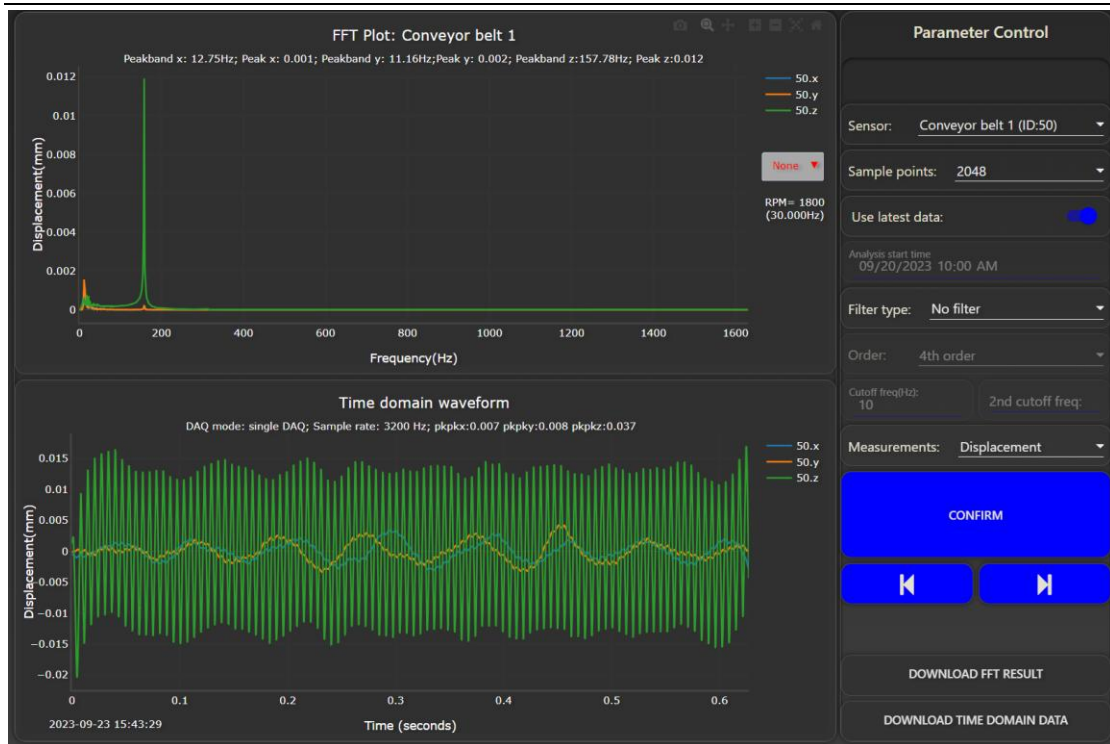 FFT Plot: Conveyor belt 1
Peakband x: 12.75Hz; Peak x: 0.001; Peakband y: 11.16Hz;Peak y: 0.002; Peakband z:157.78Hz; Peak z:0.012
0.012
0.01
0.008
0.006
0.004
0.002
0
Displacement(mm)
0 200 400 600 800 1000 1200 1400 1600
Frequency(Hz)
50.x
50.y
50.z
None ▼
RPM= 1800
(30.000Hz)
Time domain waveform
DAQ mode: single DAQ; Sample rate: 3200 Hz; pkpkx:0.007 pkpky:0.008 pkpkz:0.037
0.015
0.01
0.005
0
−0.005
−0.01
−0.015
−0.02
Displacement(mm)
0 0.1 0.2 0.3 0.4 0.5 0.6
2023-09-23 15:43:29
Time (seconds)
50.x
50.y
50.z
Parameter Control
Sensor: Conveyor belt 1 (ID:50)
Sample points: 2048
Use latest data:
Analysis start time
09/20/2023 10:00 AM
Filter type: No filter
Order: 4th order
Cutoff freq(Hz):
10
2nd cutoff freq:
Measurements: Displacement
CONFIRM
DOWNLOAD FFT RESULT
DOWNLOAD TIME DOMAIN DATA